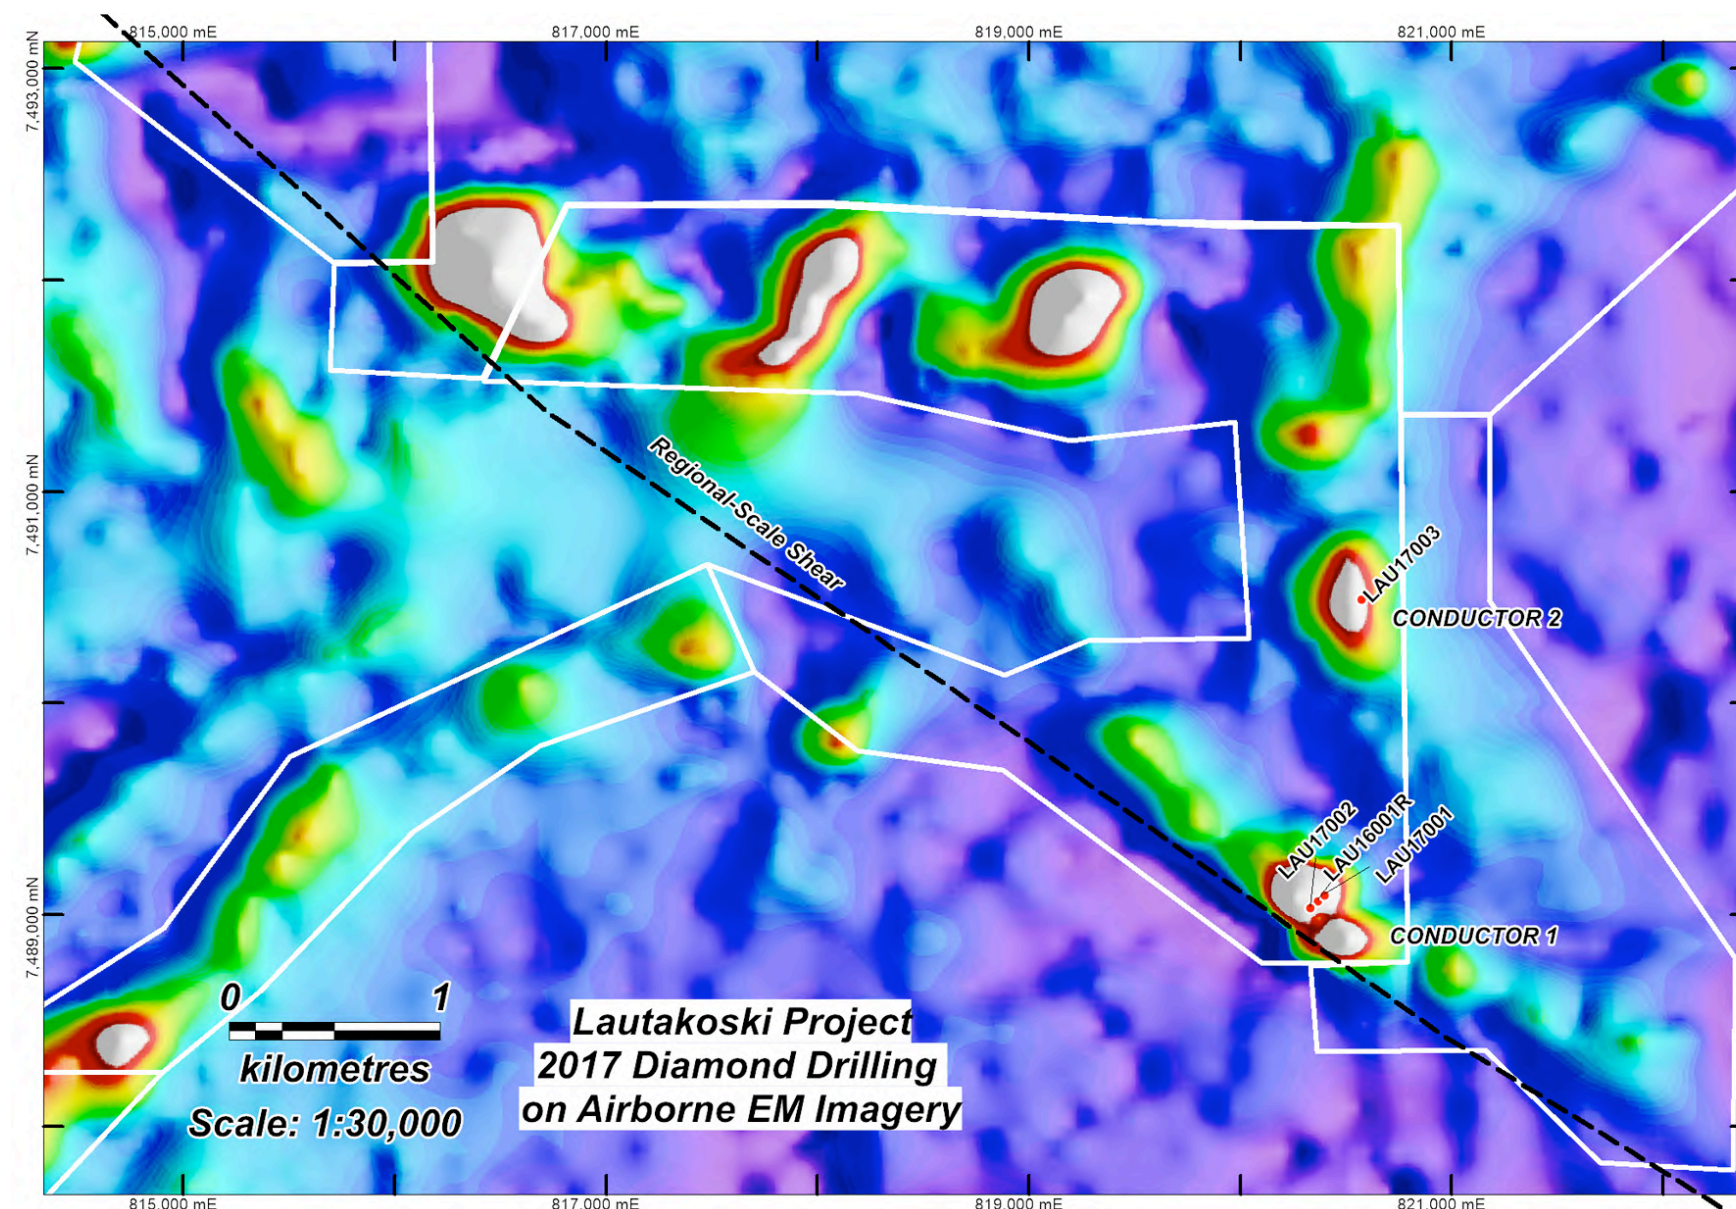 815,000 mE
817,000 mE
819,000 mE
821,000 mE
7,493,000 mN
7,491,000 mN
Regional-Scale Shear
LAU17003
CONDUCTOR 2
LAU17002
LAU16001R
LAU17001
7,489,000 mN
CONDUCTOR 1
0 1
kilometres
Scale: 1:30,000
Lautakoski Project
2017 Diamond Drilling
on Airborne EM Imagery
815,000 mE
817,000 mE
819,000 mE
821,000 mE